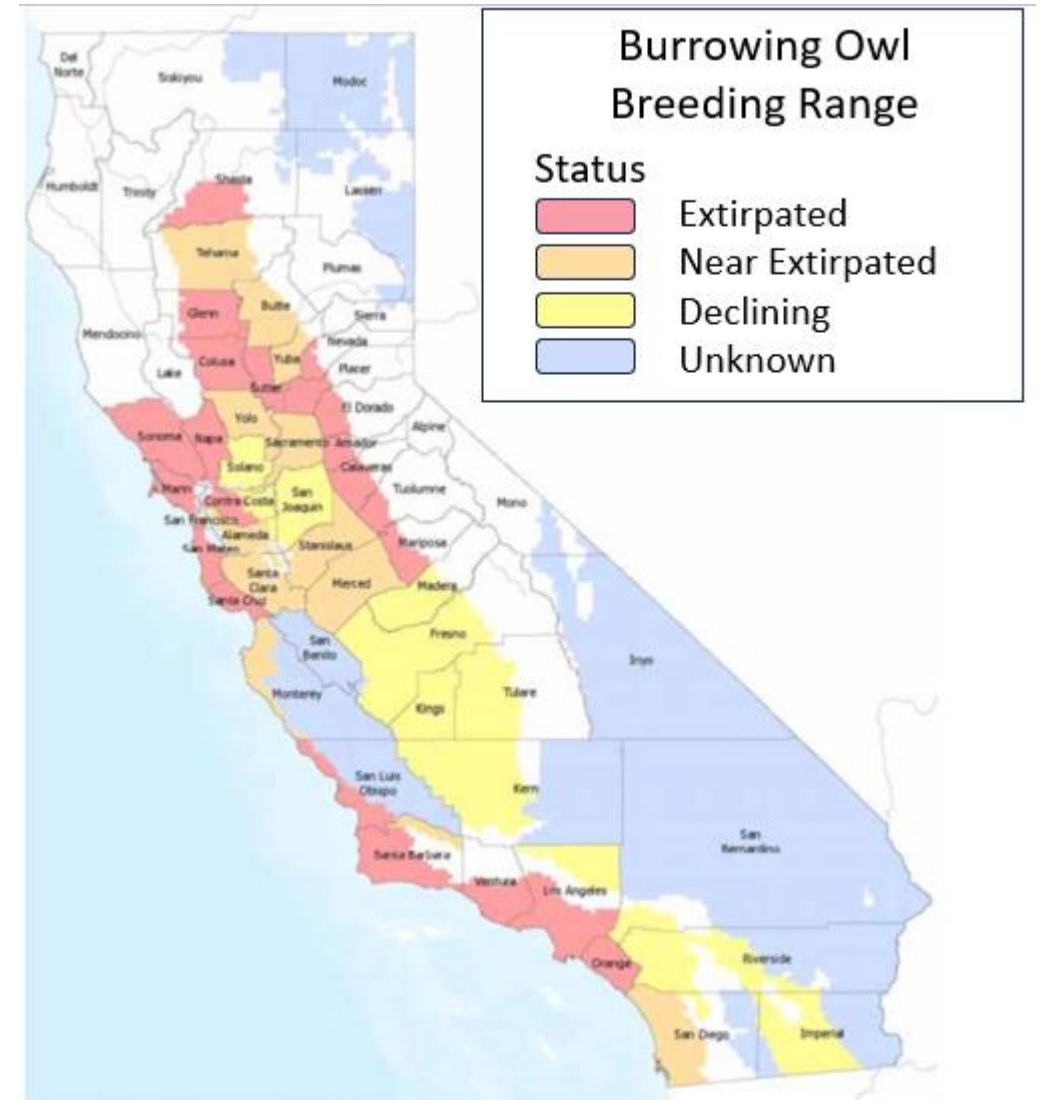 Burrowing Owl
Breeding Range
Status
Extirpated
Near Extirpated
Declining
Unknown
Del
Norte
Siskiyou
Modoc
Humboldt
Trinity
Shasta
Lassen
Tehama
Plumas
Glenn
Butte
Sierra
Mendocino
Nevada
Lake
Colusa
Yuba
Placer
Sutter
El Dorado
Yolo
Alpine
Sonoma
Napa
Sacramento
Amador
Solano
Calaveras
Marin
Contra Costa
San
Joaquin
Tuolumne
Mono
San Francisco
Alameda
San Mateo
Stanislaus
Mariposa
Santa
Clara
Merced
Madera
Santa Cruz
San
Benito
Fresno
Inyo
Monterey
Kings
Tulare
San Luis
Obispo
Kern
San
Bernardino
Santa Barbara
Ventura
Los Angeles
Orange
Riverside
San Diego
Imperial